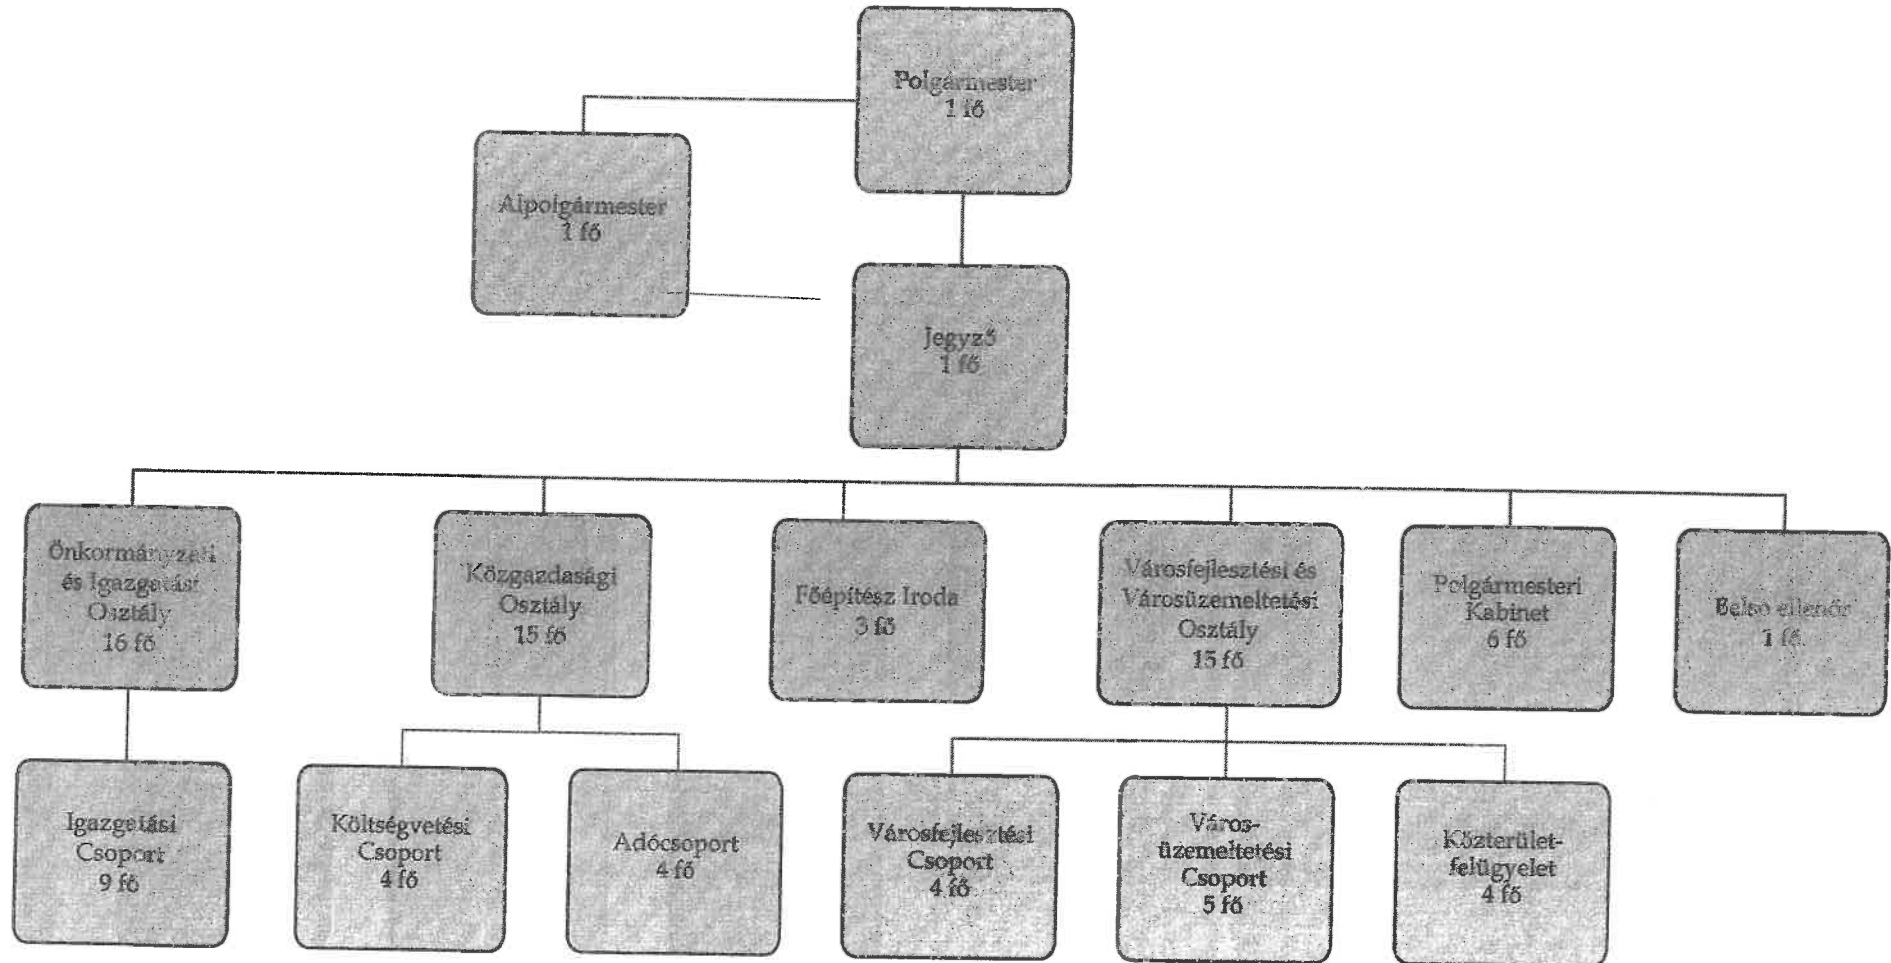 Polgármester
1 fő
Alpolgármester
1 fő
Jegyző
1 fő
Önkormányzati
és Igazgatási
Osztály
16 fő
Közgazdasági
Osztály
15 fő
Főépítész Iroda
3 fő
Városfejlesztési és
Városüzemeltetési
Osztály
15 fő
Polgármesteri
Kabinet
6 fő
Belső ellenőr
1 fő
Igazgatási
Csoport
9 fő
Költségvetési
Csoport
4 fő
Adócsoport
4 fő
Városfejlesztési
Csoport
4 fő
Város-
üzemeltetési
Csoport
5 fő
Közterület-
felügyelet
4 fő